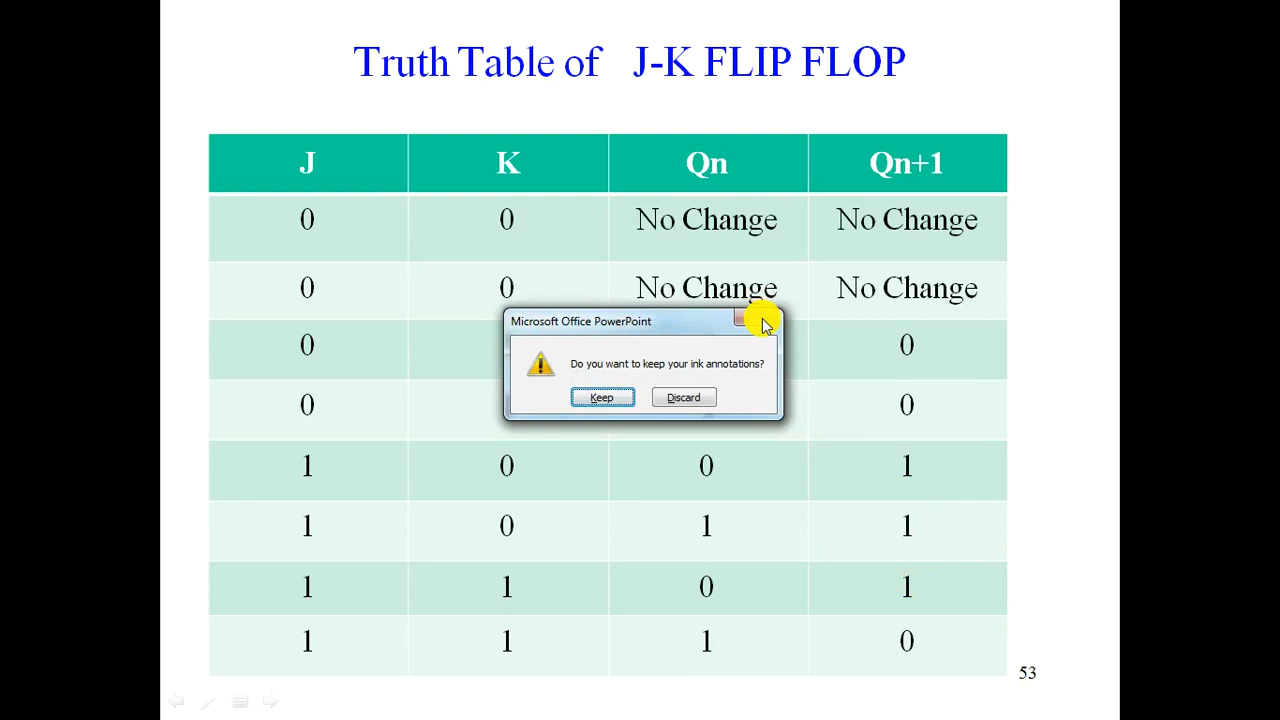 Truth Table of J-K FLIP FLOP
J K Qn Qn+1
0 0 No Change No Change
0 0 No Change No Change
0 0
0 0
1 0 0 1
1 0 1 1
1 1 0 1
1 1 1 0
Microsoft Office PowerPoint
Do you want to keep your ink annotations?
Keep Discard
53